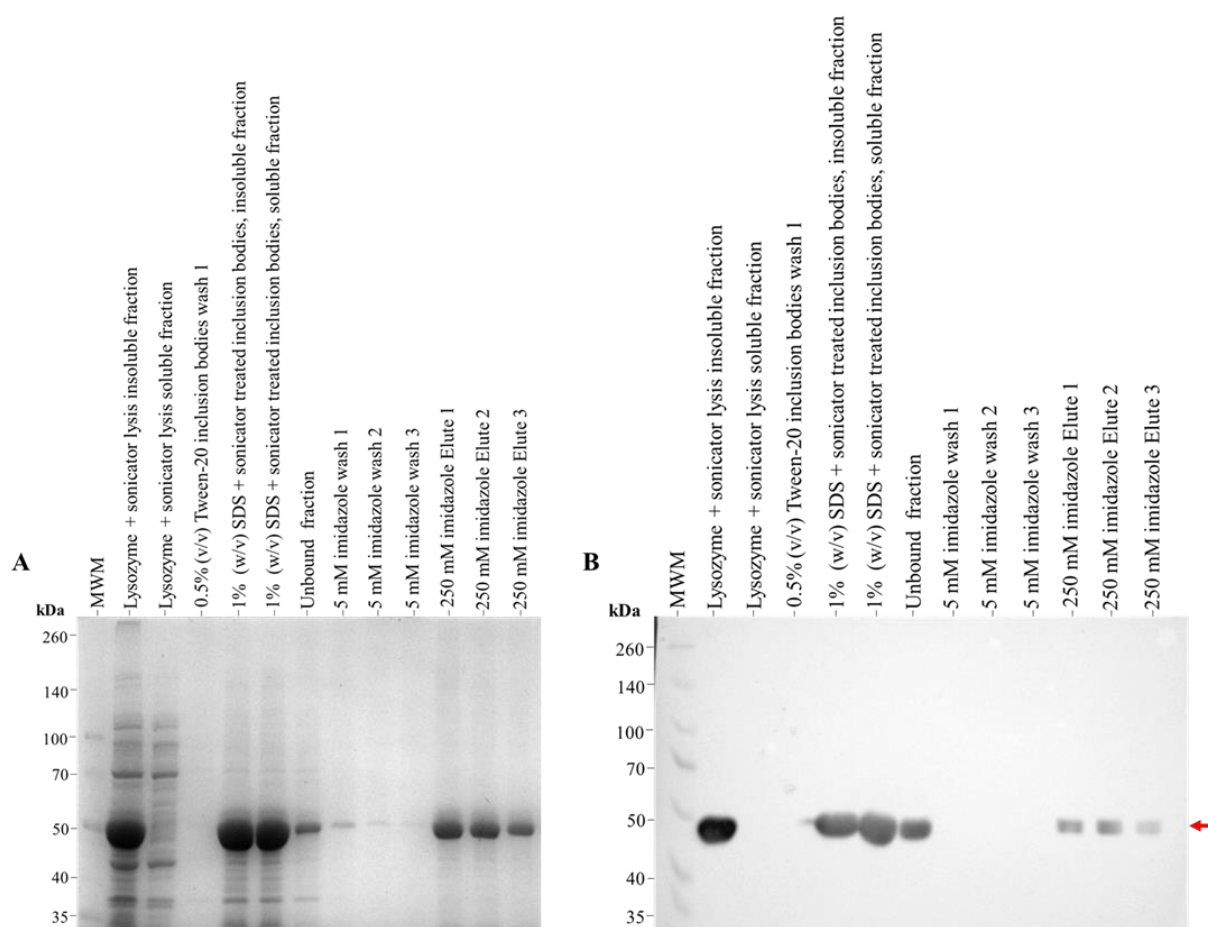 A
kDa
-MWM
-Lysozyme + sonicator lysis insoluble fraction
-Lysozyme + sonicator lysis soluble fraction
-0.5% (v/v) Tween-20 inclusion bodies wash 1
-1% (w/v) SDS + sonicator treated inclusion bodies, insoluble fraction
-1% (w/v) SDS + sonicator treated inclusion bodies, soluble fraction
-Unbound fraction
-5 mM imidazole wash 1
-5 mM imidazole wash 2
-5 mM imidazole wash 3
-250 mM imidazole Elute 1
-250 mM imidazole Elute 2
-250 mM imidazole Elute 3
260-
140-
100-
70-
50-
40-
35-
B
kDa
-MWM
-Lysozyme + sonicator lysis insoluble fraction
-Lysozyme + sonicator lysis soluble fraction
-0.5% (v/v) Tween-20 inclusion bodies wash 1
-1% (w/v) SDS + sonicator treated inclusion bodies, insoluble fraction
-1% (w/v) SDS + sonicator treated inclusion bodies, soluble fraction
-Unbound fraction
-5 mM imidazole wash 1
-5 mM imidazole wash 2
-5 mM imidazole wash 3
-250 mM imidazole Elute 1
-250 mM imidazole Elute 2
-250 mM imidazole Elute 3
260-
140-
100-
70-
50-
40-
35-